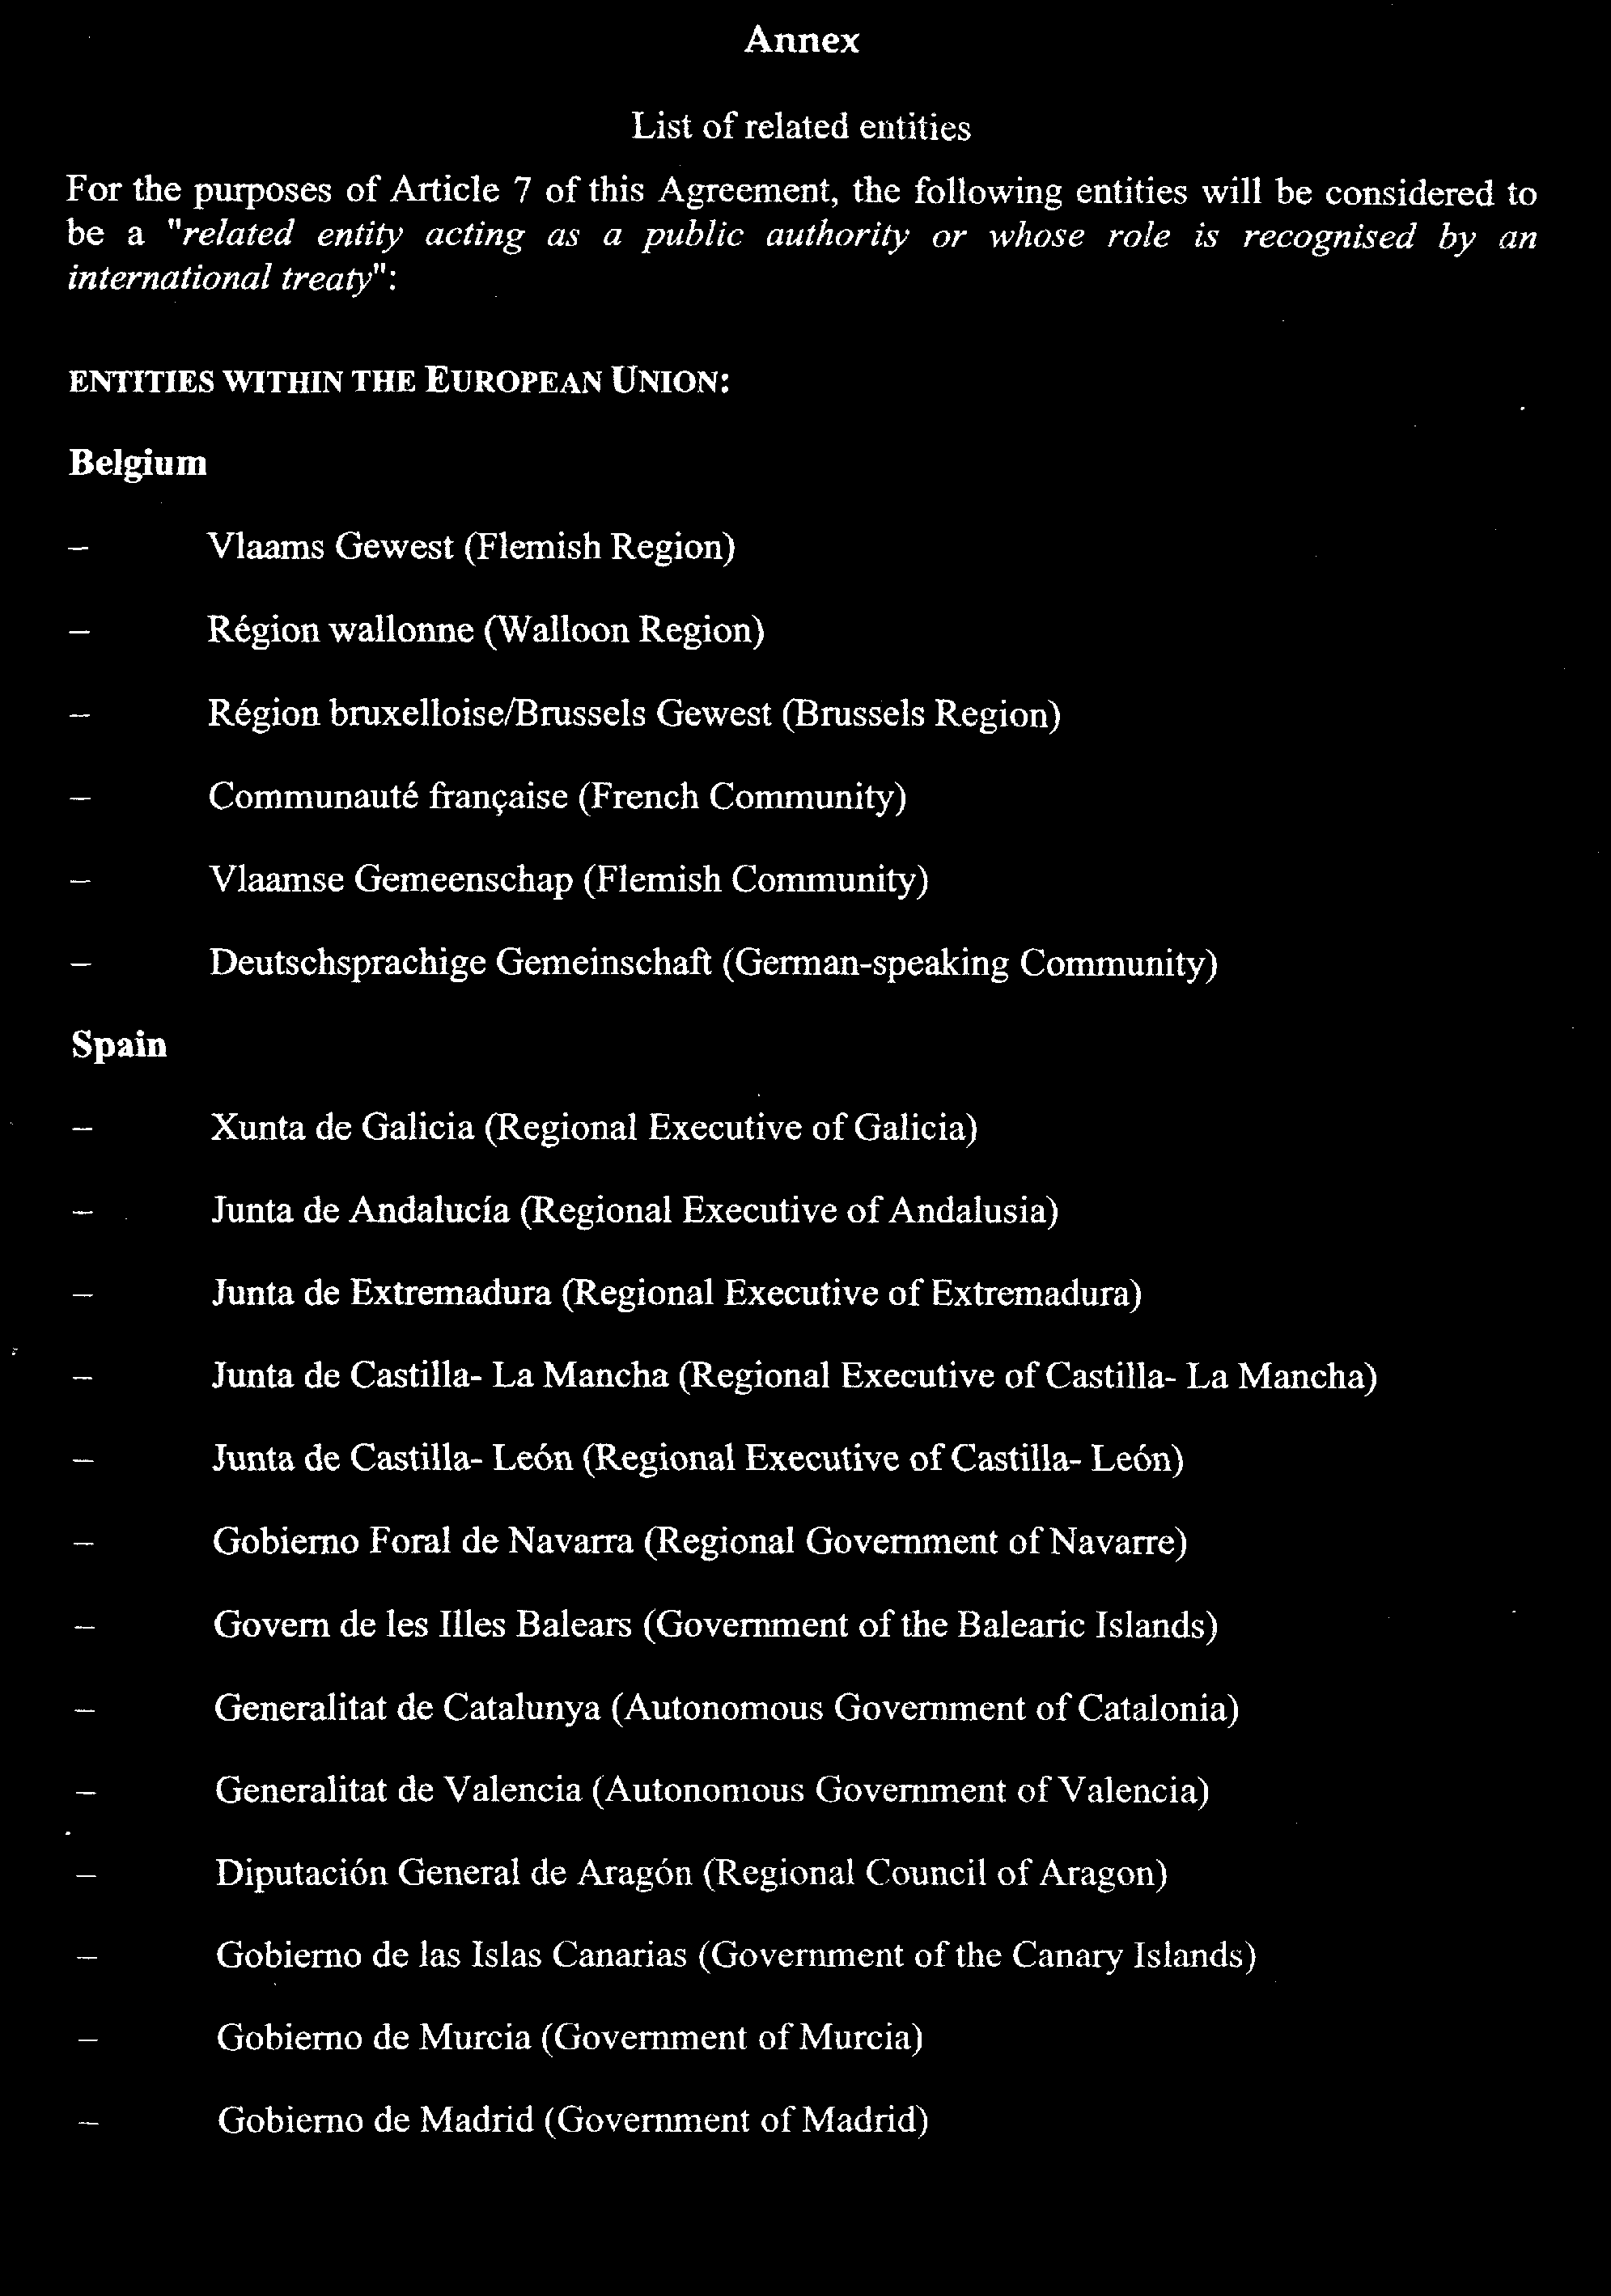 Annex
List of related entities
For the purposes of Article 7 of this Agreement, the following entities will be considered to
be a "related entity acting as a public authority or whose role is recognised by an
international treaty":
ENTITIES WITHIN THE EUROPEAN UNION:
Belgium
– Vlaams Gewest (Flemish Region)
– Région wallonne (Walloon Region)
– Région bruxelloise/Brussels Gewest (Brussels Region)
– Communauté française (French Community)
– Vlaamse Gemeenschap (Flemish Community)
– Deutschsprachige Gemeinschaft (German-speaking Community)
Spain
– Xunta de Galicia (Regional Executive of Galicia)
– Junta de Andalucía (Regional Executive of Andalusia)
– Junta de Extremadura (Regional Executive of Extremadura)
– Junta de Castilla- La Mancha (Regional Executive of Castilla- La Mancha)
– Junta de Castilla- León (Regional Executive of Castilla- León)
– Gobierno Foral de Navarra (Regional Government of Navarre)
– Govern de les Illes Balears (Government of the Balearic Islands)
– Generalitat de Catalunya (Autonomous Government of Catalonia)
– Generalitat de Valencia (Autonomous Government of Valencia)
– Diputación General de Aragón (Regional Council of Aragon)
– Gobierno de las Islas Canarias (Government of the Canary Islands)
– Gobierno de Murcia (Government of Murcia)
– Gobierno de Madrid (Government of Madrid)